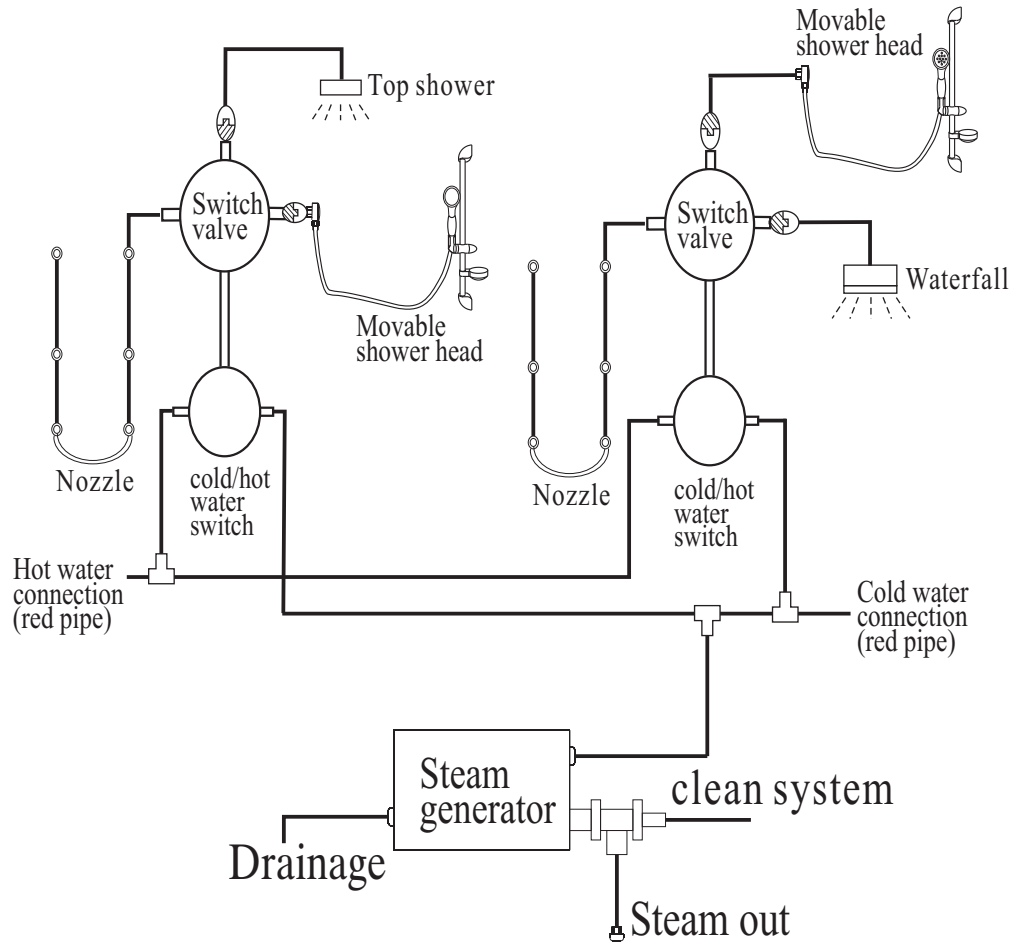 Movable
shower head
Top shower
Switch
valve
Switch
valve
Waterfall
Movable
shower head
Nozzle
cold/hot
water
switch
Nozzle
cold/hot
water
switch
Hot water
connection
(red pipe)
Cold water
connection
(red pipe)
Steam
generator
clean system
Drainage
Steam out